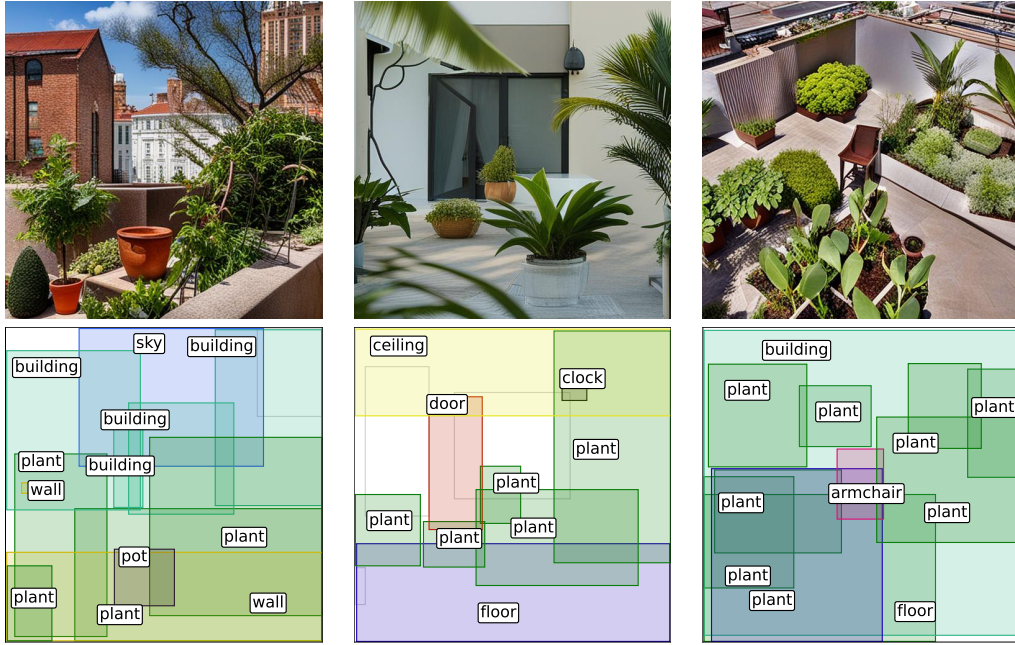 sky
building
building
building
plant
building
wall
plant
pot
plant
wall
plant
ceiling
clock
door
plant
plant
plant
plant
plant
floor
building
plant
plant
plant
plant
armchair
plant
plant
plant
plant
floor